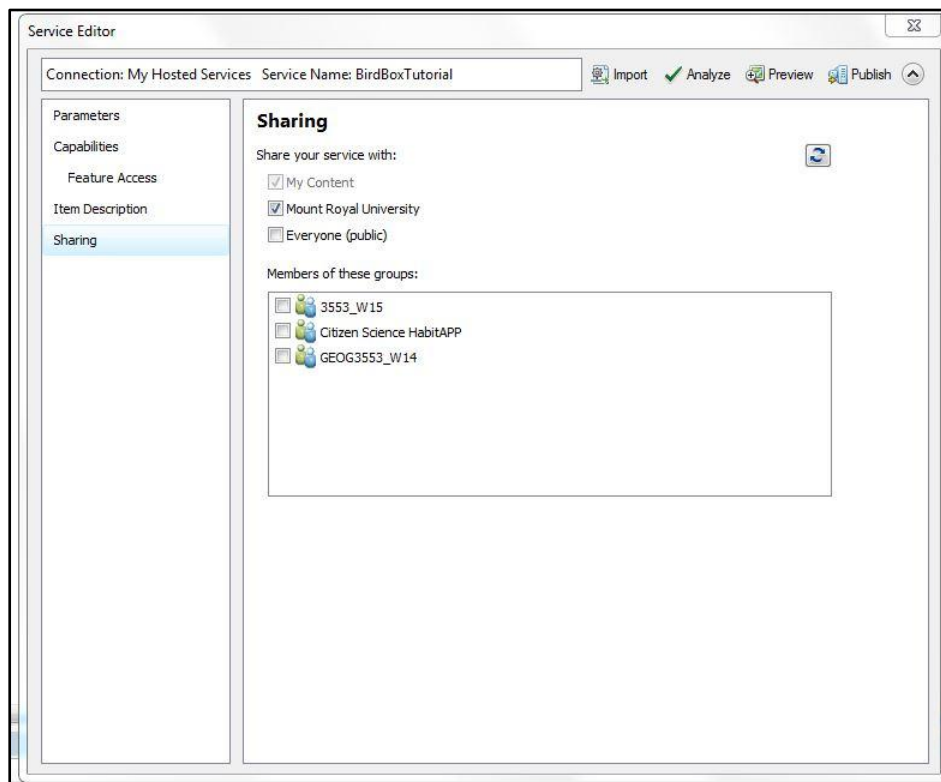 Service Editor
Connection: My Hosted Services Service Name: BirdBoxTutorial
Import Analyze Preview Publish
Parameters
Capabilities
Feature Access
Item Description
Sharing
Sharing
Share your service with:
My Content
Mount Royal University
Everyone (public)
Members of these groups:
3553_W15
Citizen Science HabitAPP
GEOG3553_W14